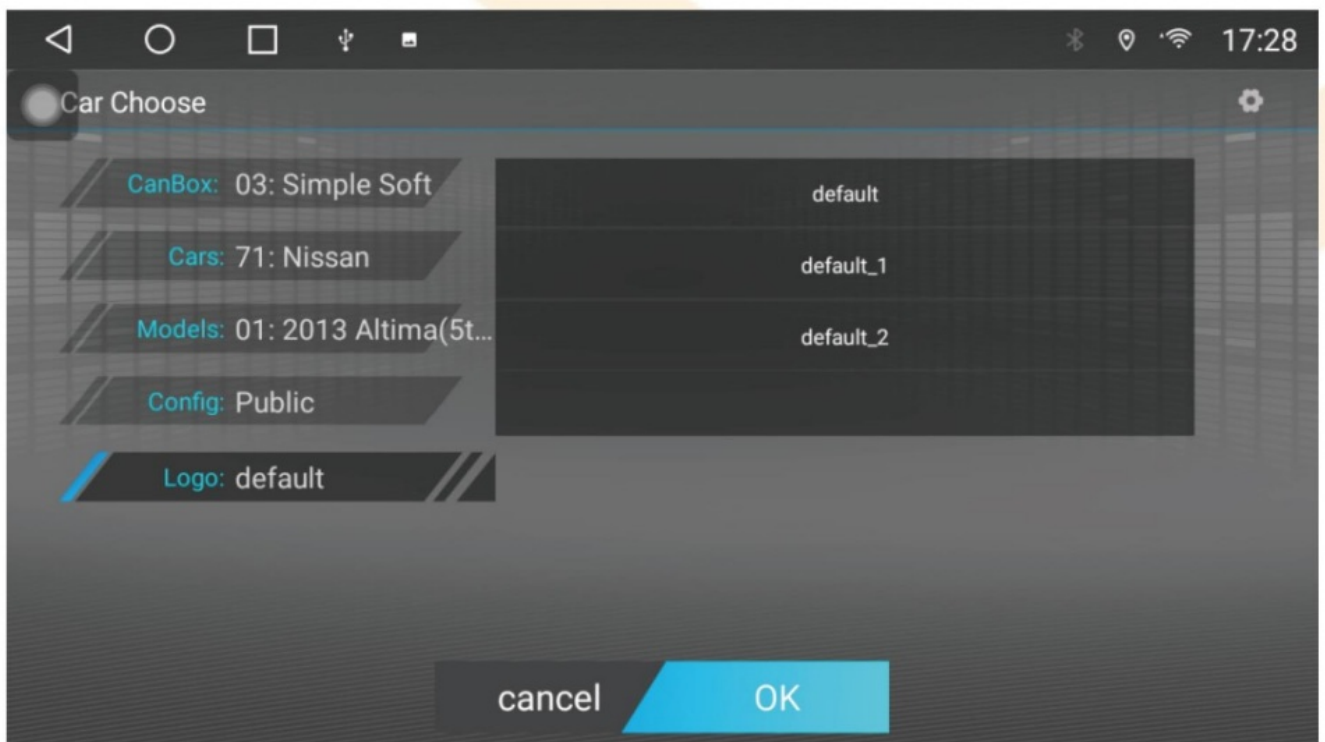 17:28
Car Choose
CanBox: 03: Simple Soft
Cars: 71: Nissan
Models: 01: 2013 Altima(5t...
Config: Public
Logo: default
default
default_1
default_2
cancel
OK